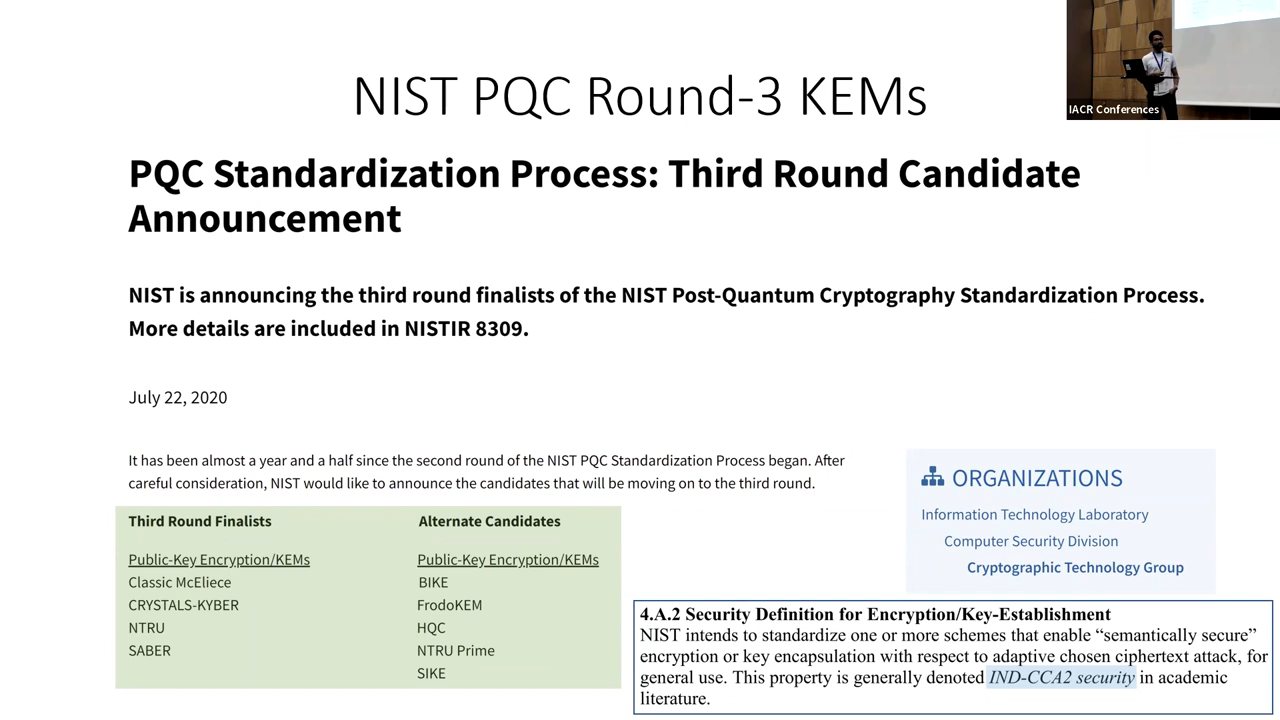 NIST PQC Round-3 KEMs
IACR Conferences
PQC Standardization Process: Third Round Candidate
Announcement
NIST is announcing the third round finalists of the NIST Post-Quantum Cryptography Standardization Process.
More details are included in NISTIR 8309.
July 22, 2020
It has been almost a year and a half since the second round of the NIST PQC Standardization Process began. After
careful consideration, NIST would like to announce the candidates that will be moving on to the third round.
Third Round Finalists
Public-Key Encryption/KEMs
Classic McEliece
CRYSTALS-KYBER
NTRU
SABER
Alternate Candidates
Public-Key Encryption/KEMs
BIKE
FrodoKEM
HQC
NTRU Prime
SIKE
ORGANIZATIONS
Information Technology Laboratory
Computer Security Division
Cryptographic Technology Group
4.A.2 Security Definition for Encryption/Key-Establishment
NIST intends to standardize one or more schemes that enable “semantically secure”
encryption or key encapsulation with respect to adaptive chosen ciphertext attack, for
general use. This property is generally denoted IND-CCA2 security in academic
literature.